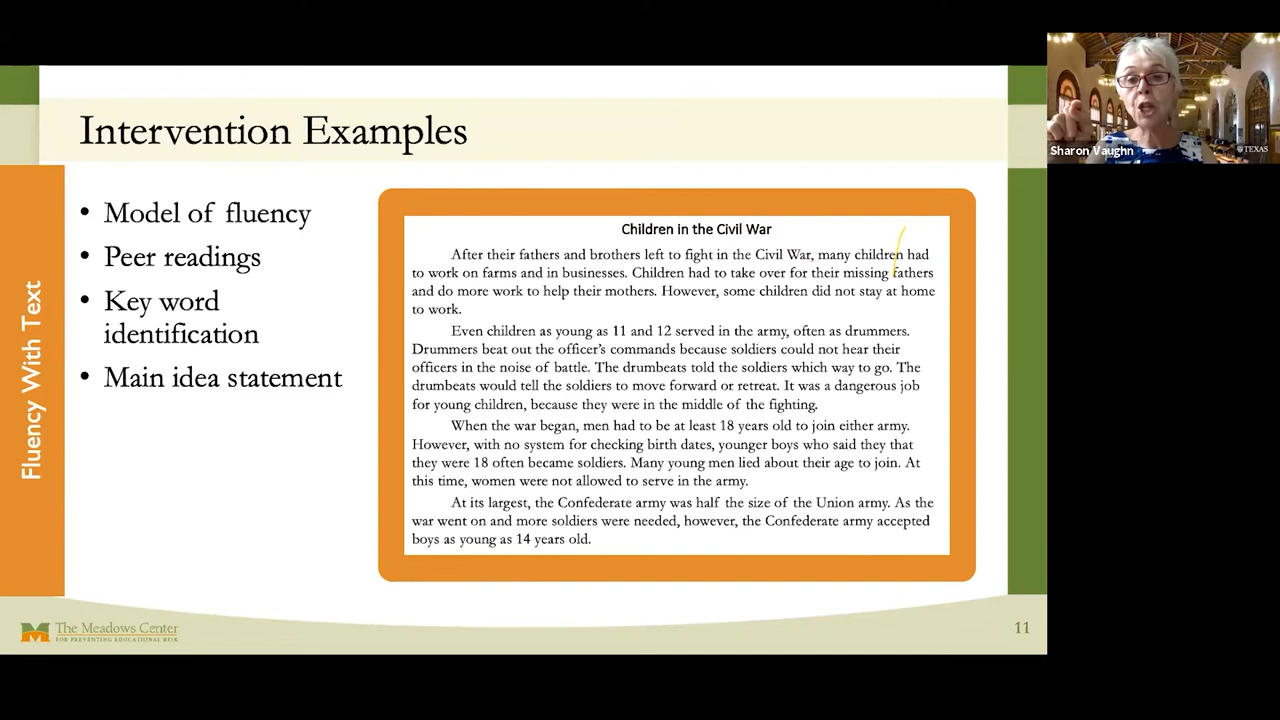 Intervention Examples
Fluency With Text
• Model of fluency
• Peer readings
• Key word
identification
• Main idea statement
Children in the Civil War
After their fathers and brothers left to fight in the Civil War, many children had
to work on farms and in businesses. Children had to take over for their missing fathers
and do more work to help their mothers. However, some children did not stay at home
to work.
Even children as young as 11 and 12 served in the army, often as drummers.
Drummers beat out the officer's commands because soldiers could not hear their
officers in the noise of battle. The drumbeats told the soldiers which way to go. The
drumbeats would tell the soldiers to move forward or retreat. It was a dangerous job
for young children, because they were in the middle of the fighting.
When the war began, men had to be at least 18 years old to join either army.
However, with no system for checking birth dates, younger boys who said they that
they were 18 often became soldiers. Many young men lied about their age to join. At
this time, women were not allowed to serve in the army.
At its largest, the Confederate army was half the size of the Union army. As the
war went on and more soldiers were needed, however, the Confederate army accepted
boys as young as 14 years old.
The Meadows Center
FOR PREVENTING EDUCATIONAL RISK
11
Sharon Vaughn
TEXAS